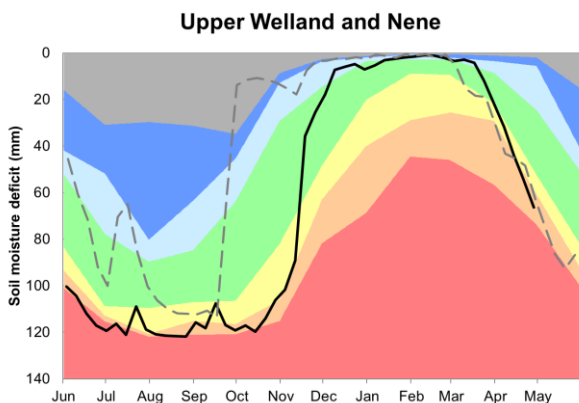 Upper Welland and Nene
Soil moisture deficit (mm)
0
20
40
60
80
100
120
140
Jun Jul Aug Sep Oct Nov Dec Jan Feb Mar Apr May